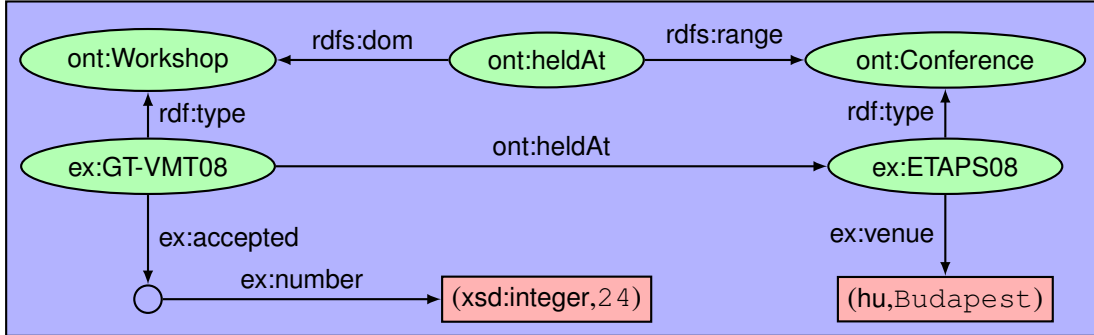 rdfs:dom rdfs:range
ont:Workshop ont:heldAt ont:Conference
rdf:type rdf:type
ont:heldAt
ex:GT-VMT08 ex:ETAPS08
ex:accepted ex:venue
ex:number
(xsd:integer,24) (hu,Budapest)